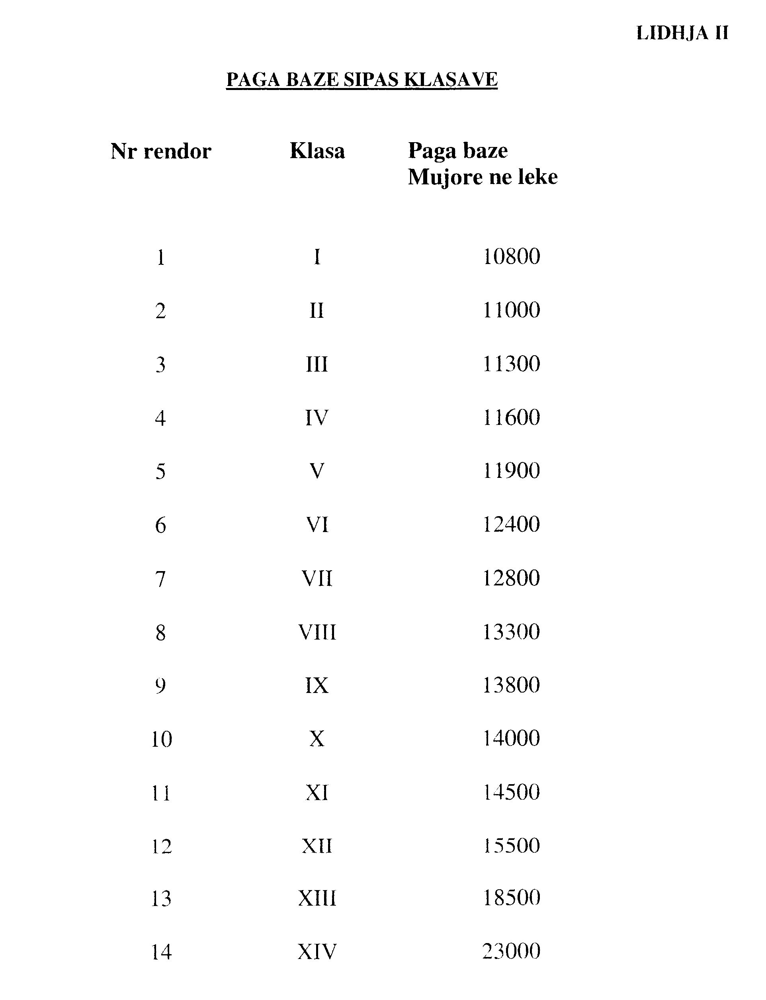 LIDHJA II
PAGA BAZE SIPAS KLASAVE
Nr rendor Klasa Paga baze
Mujore ne leke
1 I 10800
2 II 11000
3 III 11300
4 IV 11600
5 V 11900
6 VI 12400
7 VII 12800
8 VIII 13300
9 IX 13800
10 X 14000
11 XI 14500
12 XII 15500
13 XIII 18500
14 XIV 23000